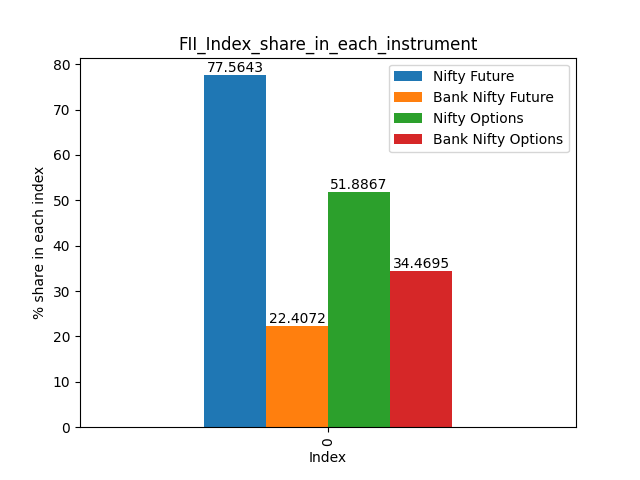 FII_Index_share_in_each_instrument
% share in each index
80
70
60
50
40
30
20
10
0
77.5643
22.4072
51.8867
34.4695
Nifty Future
Bank Nifty Future
Nifty Options
Bank Nifty Options
0
Index